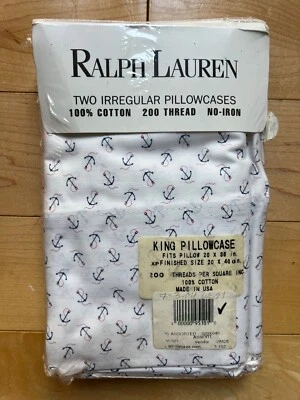 RALPH LAUREN
TWO IRREGULAR PILLOWCASES
100% COTTON 200 THREAD NO-IRON
KING PILLOWCASE
FITS PILLOW 20 X 36 in.
FINISHED SIZE 20 X 40 in.
200 THREADS PER SQUARE INC
100% COTTON
MADE IN USA